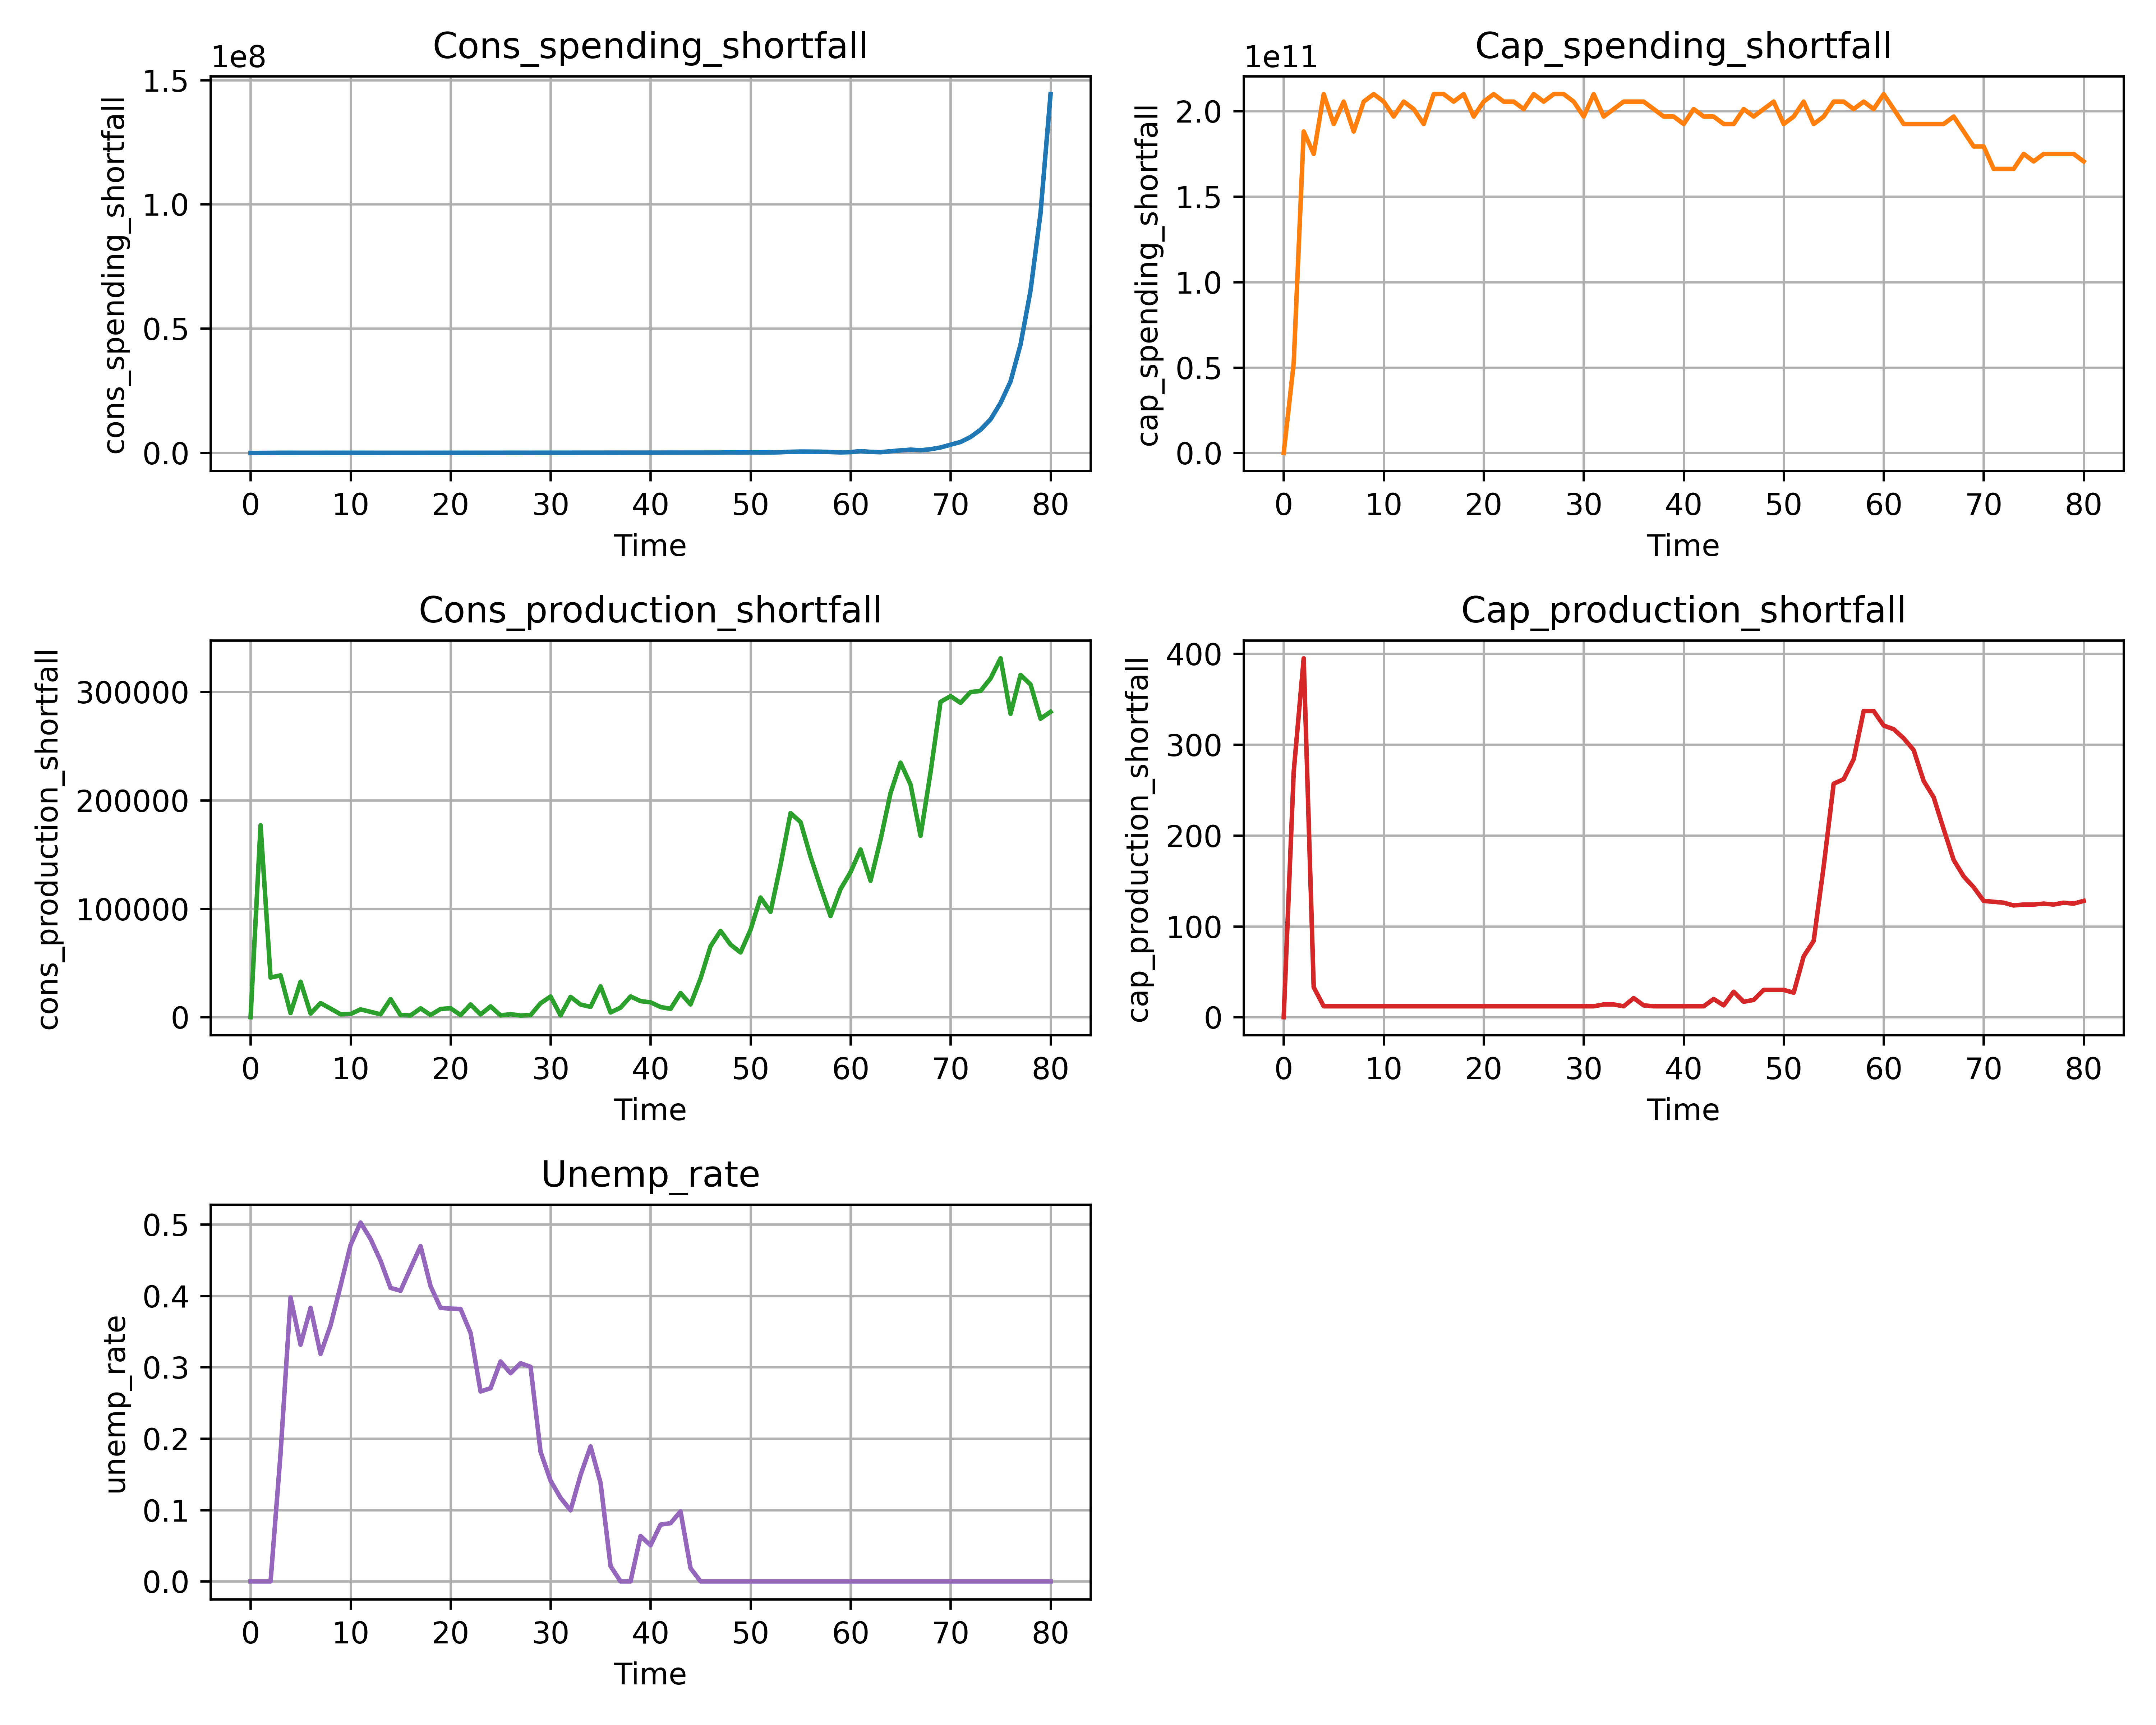 Cons_spending_shortfall
1e8
cons_spending_shortfall
1.5
1.0
0.5
0.0
0 10 20 30 40 50 60 70 80
Time
Cap_spending_shortfall
1e11
cap_spending_shortfall
2.0
1.5
1.0
0.5
0.0
0 10 20 30 40 50 60 70 80
Time
Cons_production_shortfall
cons_production_shortfall
300000
200000
100000
0
0 10 20 30 40 50 60 70 80
Time
Cap_production_shortfall
cap_production_shortfall
400
300
200
100
0
0 10 20 30 40 50 60 70 80
Time
Unemp_rate
unemp_rate
0.5
0.4
0.3
0.2
0.1
0.0
0 10 20 30 40 50 60 70 80
Time